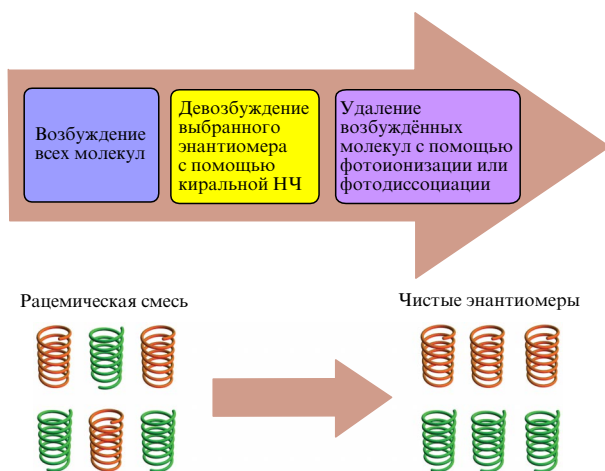 Возбуждение
всех молекул
Девозбуждение
выбранного
энантиомера
с помощью
киральной НЧ
Удаление
возбуждённых
молекул с помощью
фотоионизации или
фотодиссоциации
Рацемическая смесь
Чистые энантиомеры